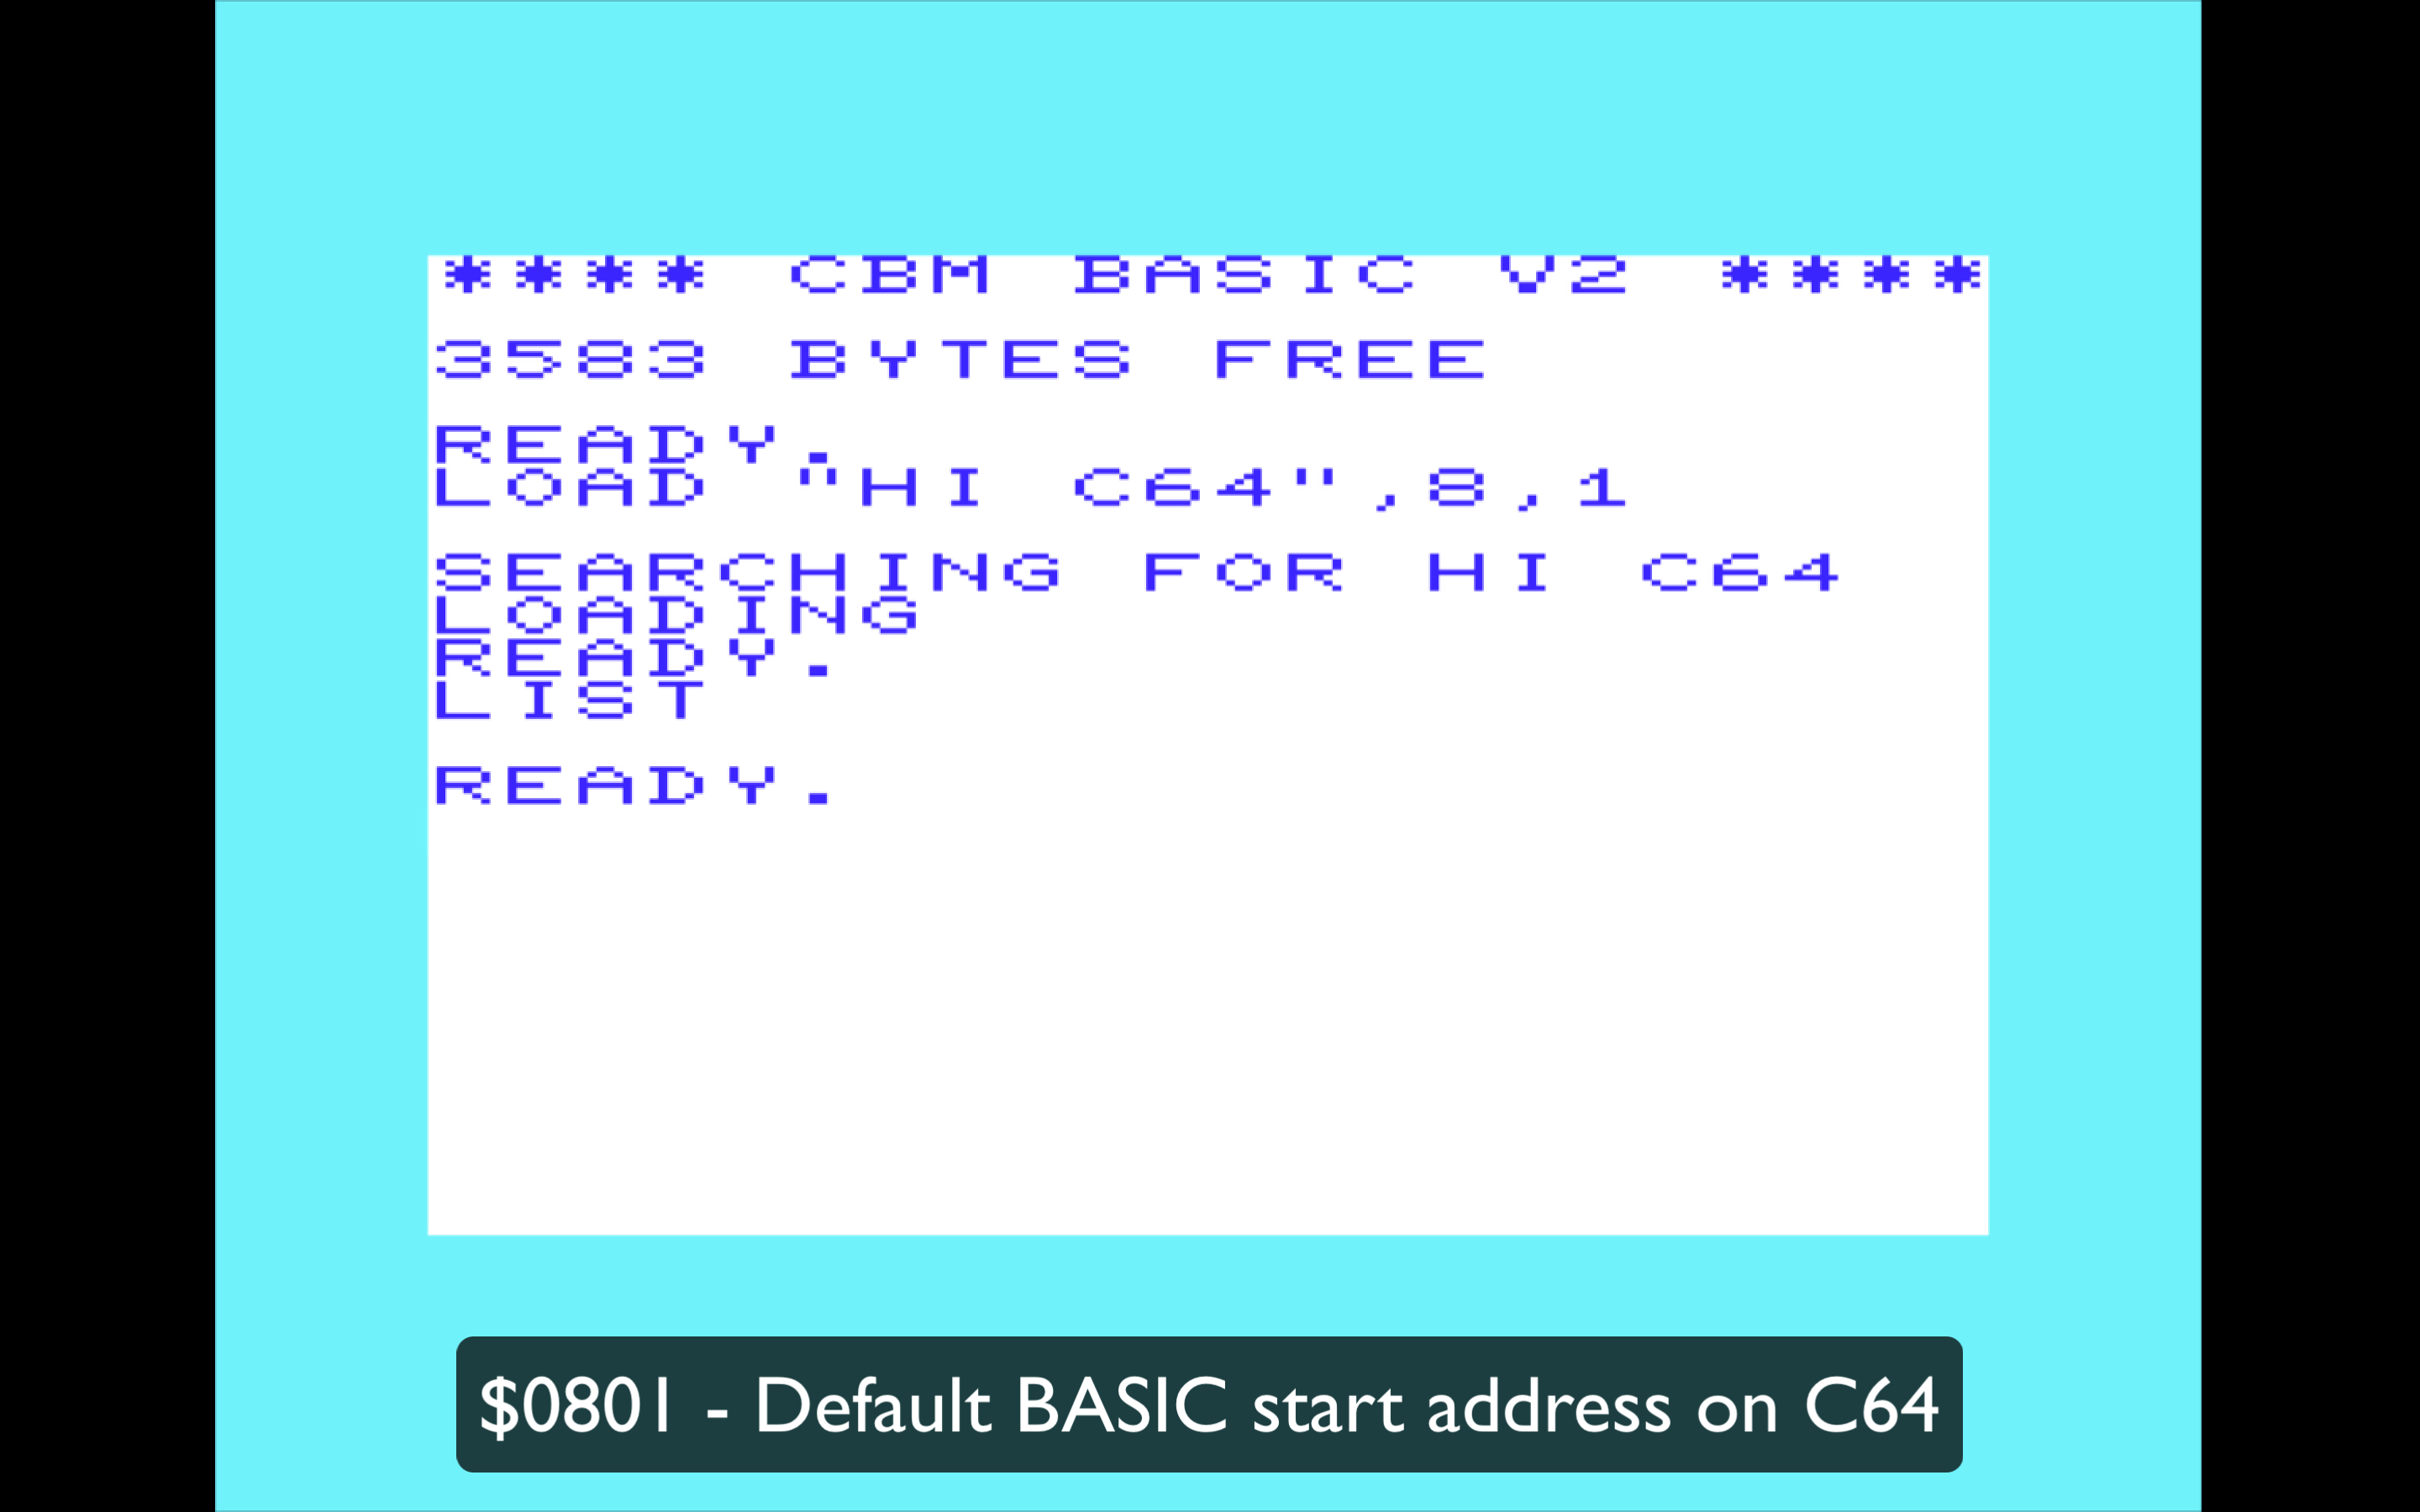 **** CBM BASIC V2 ****
3583 BYTES FREE
READY.
LOAD "HI C64",8,1
SEARCHING FOR HI C64
LOADING
READY.
LIST
READY.
$0801 - Default BASIC start address on C64